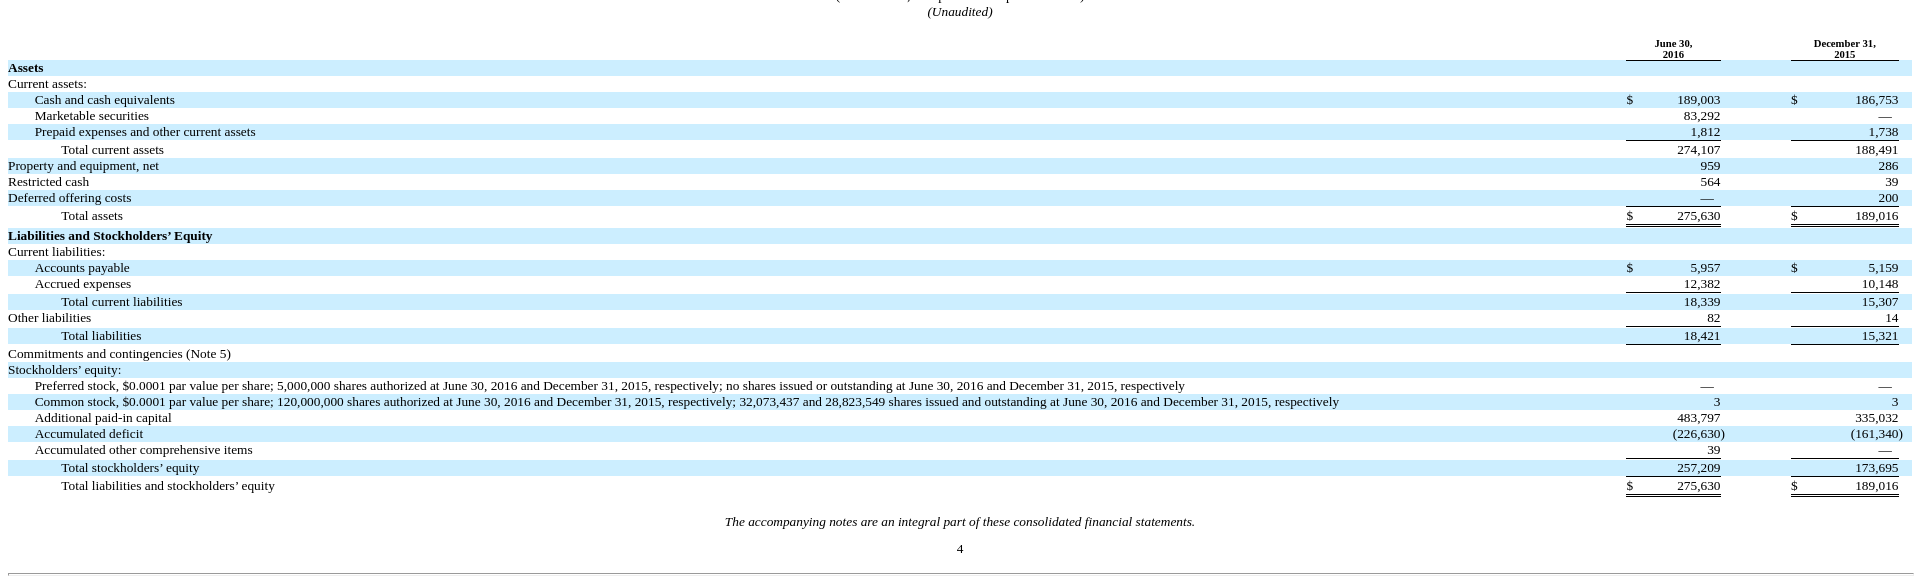 (Unaudited)
June 30, 2016 December 31, 2015
Assets
Current assets:
Cash and cash equivalents $ 189,003 $ 186,753
Marketable securities 83,292 —
Prepaid expenses and other current assets 1,812 1,738
Total current assets 274,107 188,491
Property and equipment, net 959 286
Restricted cash 564 39
Deferred offering costs — 200
Total assets $ 275,630 $ 189,016
Liabilities and Stockholders’ Equity
Current liabilities:
Accounts payable $ 5,957 $ 5,159
Accrued expenses 12,382 10,148
Total current liabilities 18,339 15,307
Other liabilities 82 14
Total liabilities 18,421 15,321
Commitments and contingencies (Note 5)
Stockholders’ equity:
Preferred stock, $0.0001 par value per share; 5,000,000 shares authorized at June 30, 2016 and December 31, 2015, respectively; no shares issued or outstanding at June 30, 2016 and December 31, 2015, respectively — —
Common stock, $0.0001 par value per share; 120,000,000 shares authorized at June 30, 2016 and December 31, 2015, respectively; 32,073,437 and 28,823,549 shares issued and outstanding at June 30, 2016 and December 31, 2015, respectively 3 3
Additional paid-in capital 483,797 335,032
Accumulated deficit (226,630) (161,340)
Accumulated other comprehensive items 39 —
Total stockholders’ equity 257,209 173,695
Total liabilities and stockholders’ equity $ 275,630 $ 189,016
The accompanying notes are an integral part of these consolidated financial statements.
4